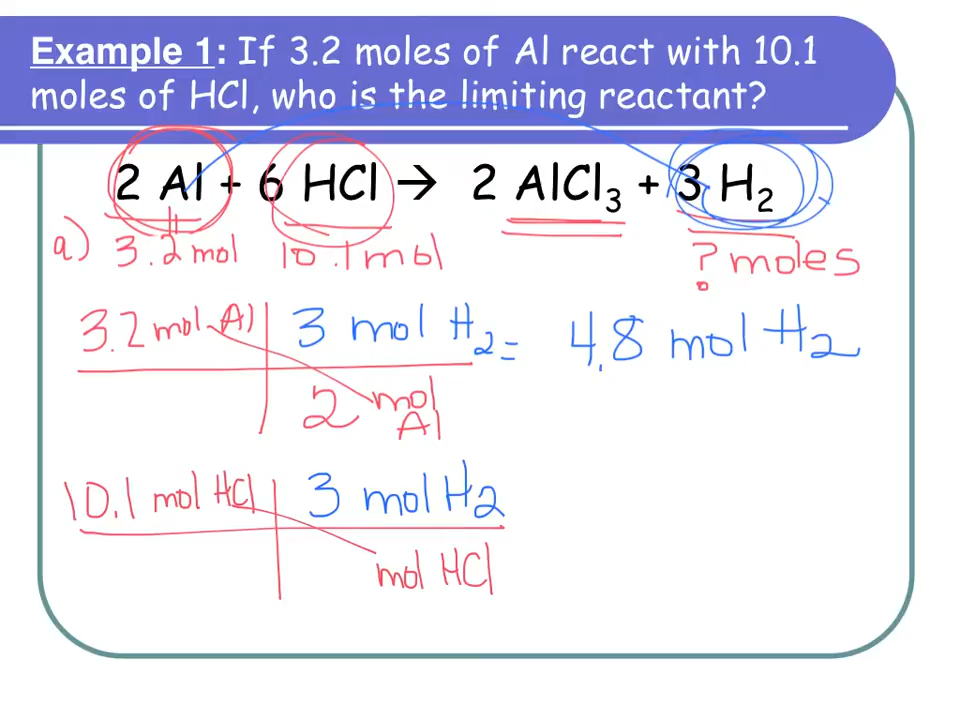 Example 1: If 3.2 moles of Al react with 10.1
moles of HCl, who is the limiting reactant?
2 Al + 6 HCl → 2 AlCl₃ + 3 H₂
a) 3.2 mol 10.1 mol ? moles
3.2 mol Al 3 mol H₂ = 4.8 mol H₂
2 mol Al
10.1 mol HCl 3 mol H2
mol HCl